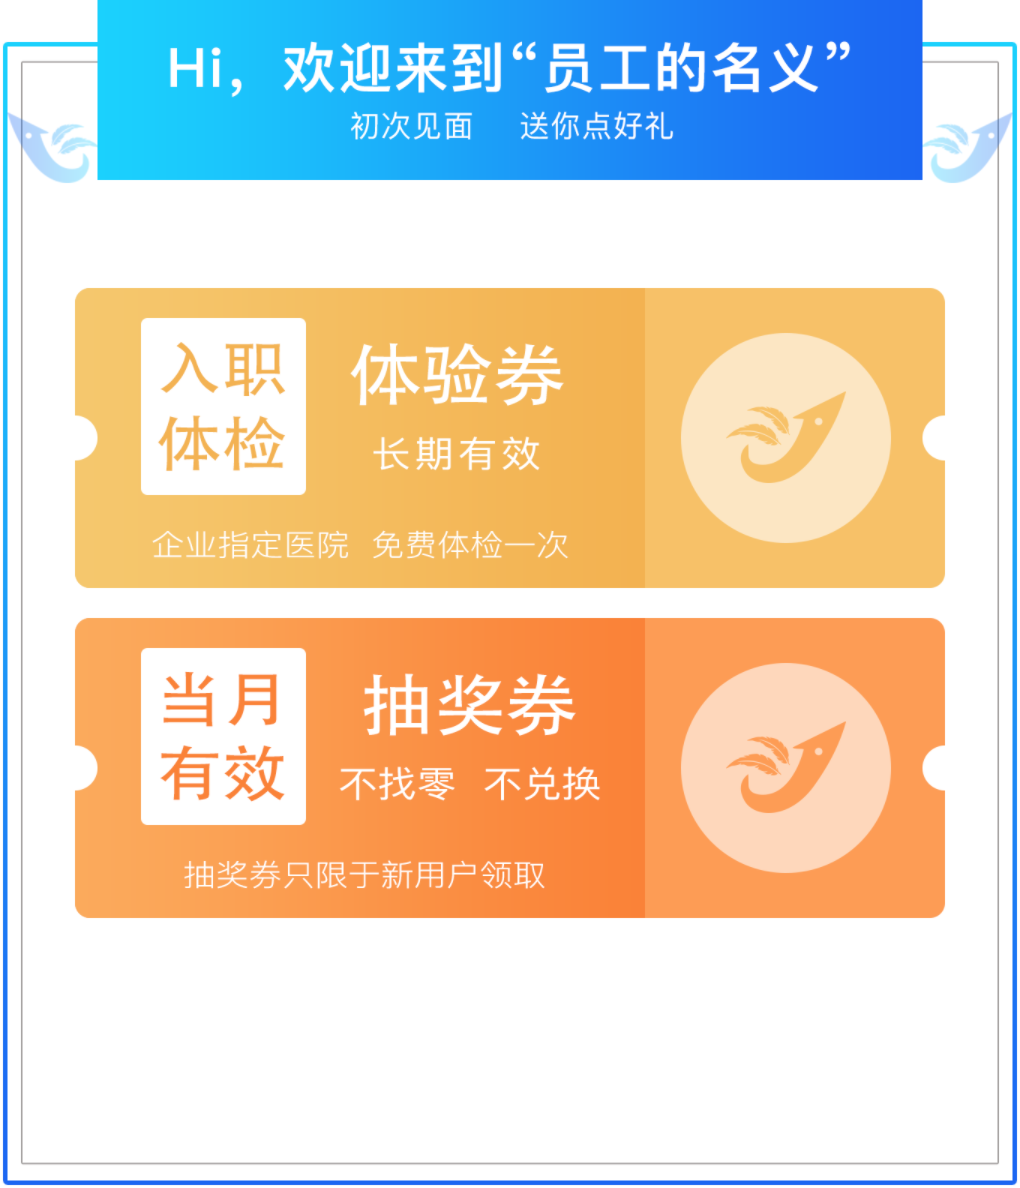 Hi，欢迎来到“员工的名义”
初次见面 送你点好礼
入职
体检
体验券
长期有效
企业指定医院 免费体检一次
当月
有效
抽奖券
不找零 不兑换
抽奖券只限于新用户领取